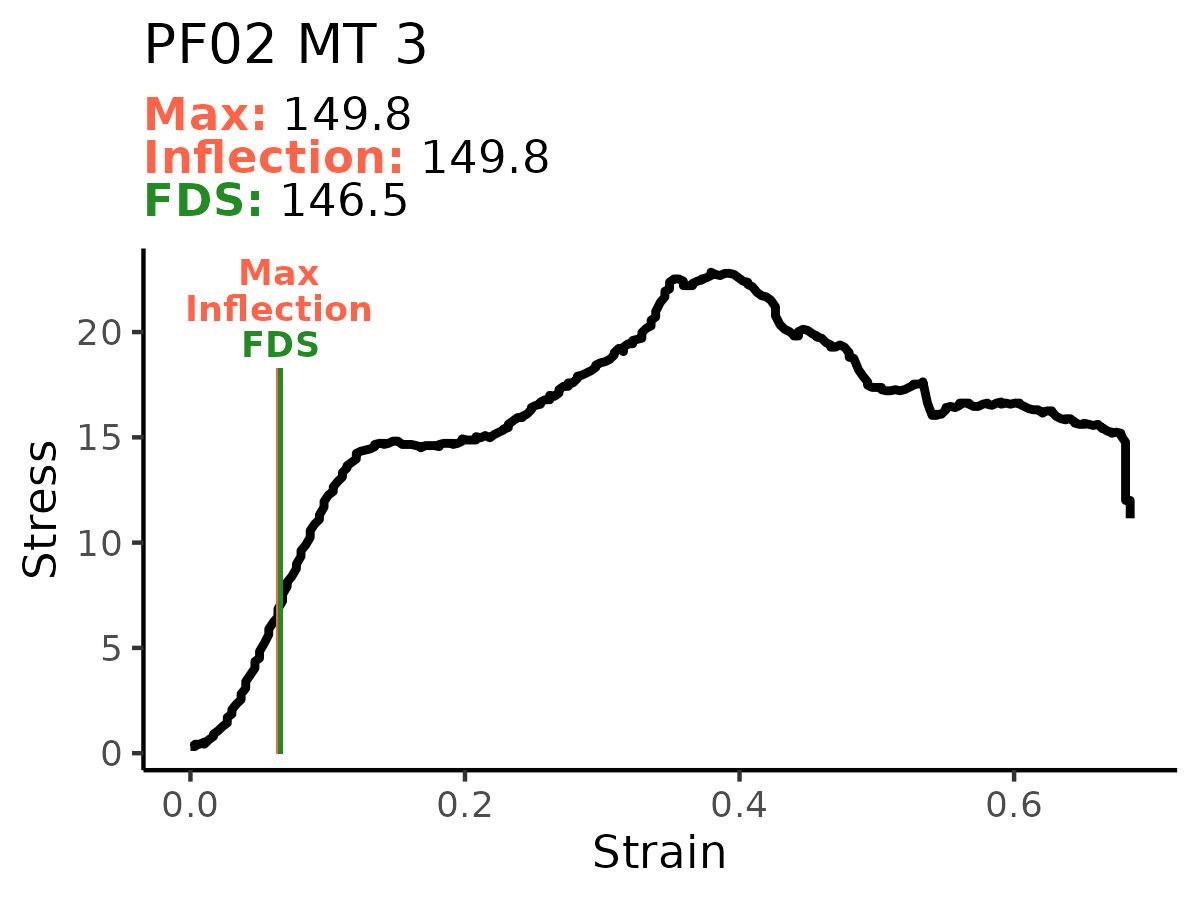 PF02 MT 3
Max: 149.8
Inflection: 149.8
FDS: 146.5
Max
Inflection
FDS
20
15
10
5
0
Stress
0.0 0.2 0.4 0.6
Strain